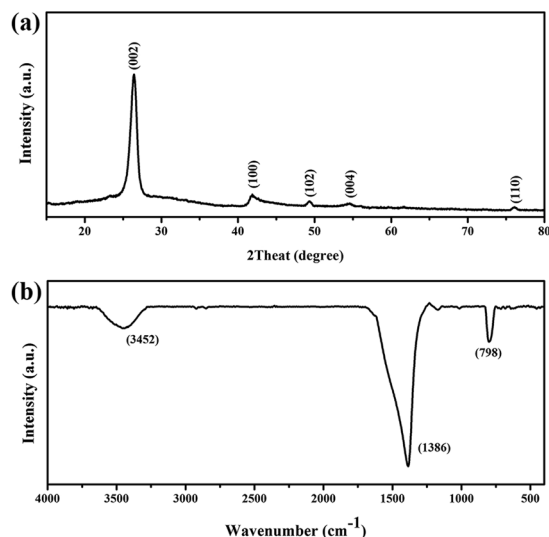 (a)
Intensity (a.u.)
(002)
(100)
(102)
(004)
(110)
20 30 40 50 60 70 80
2Theat (degree)
(b)
Intensity (a.u.)
(3452)
(1386)
(798)
4000 3500 3000 2500 2000 1500 1000 500
Wavenumber (cm-1)